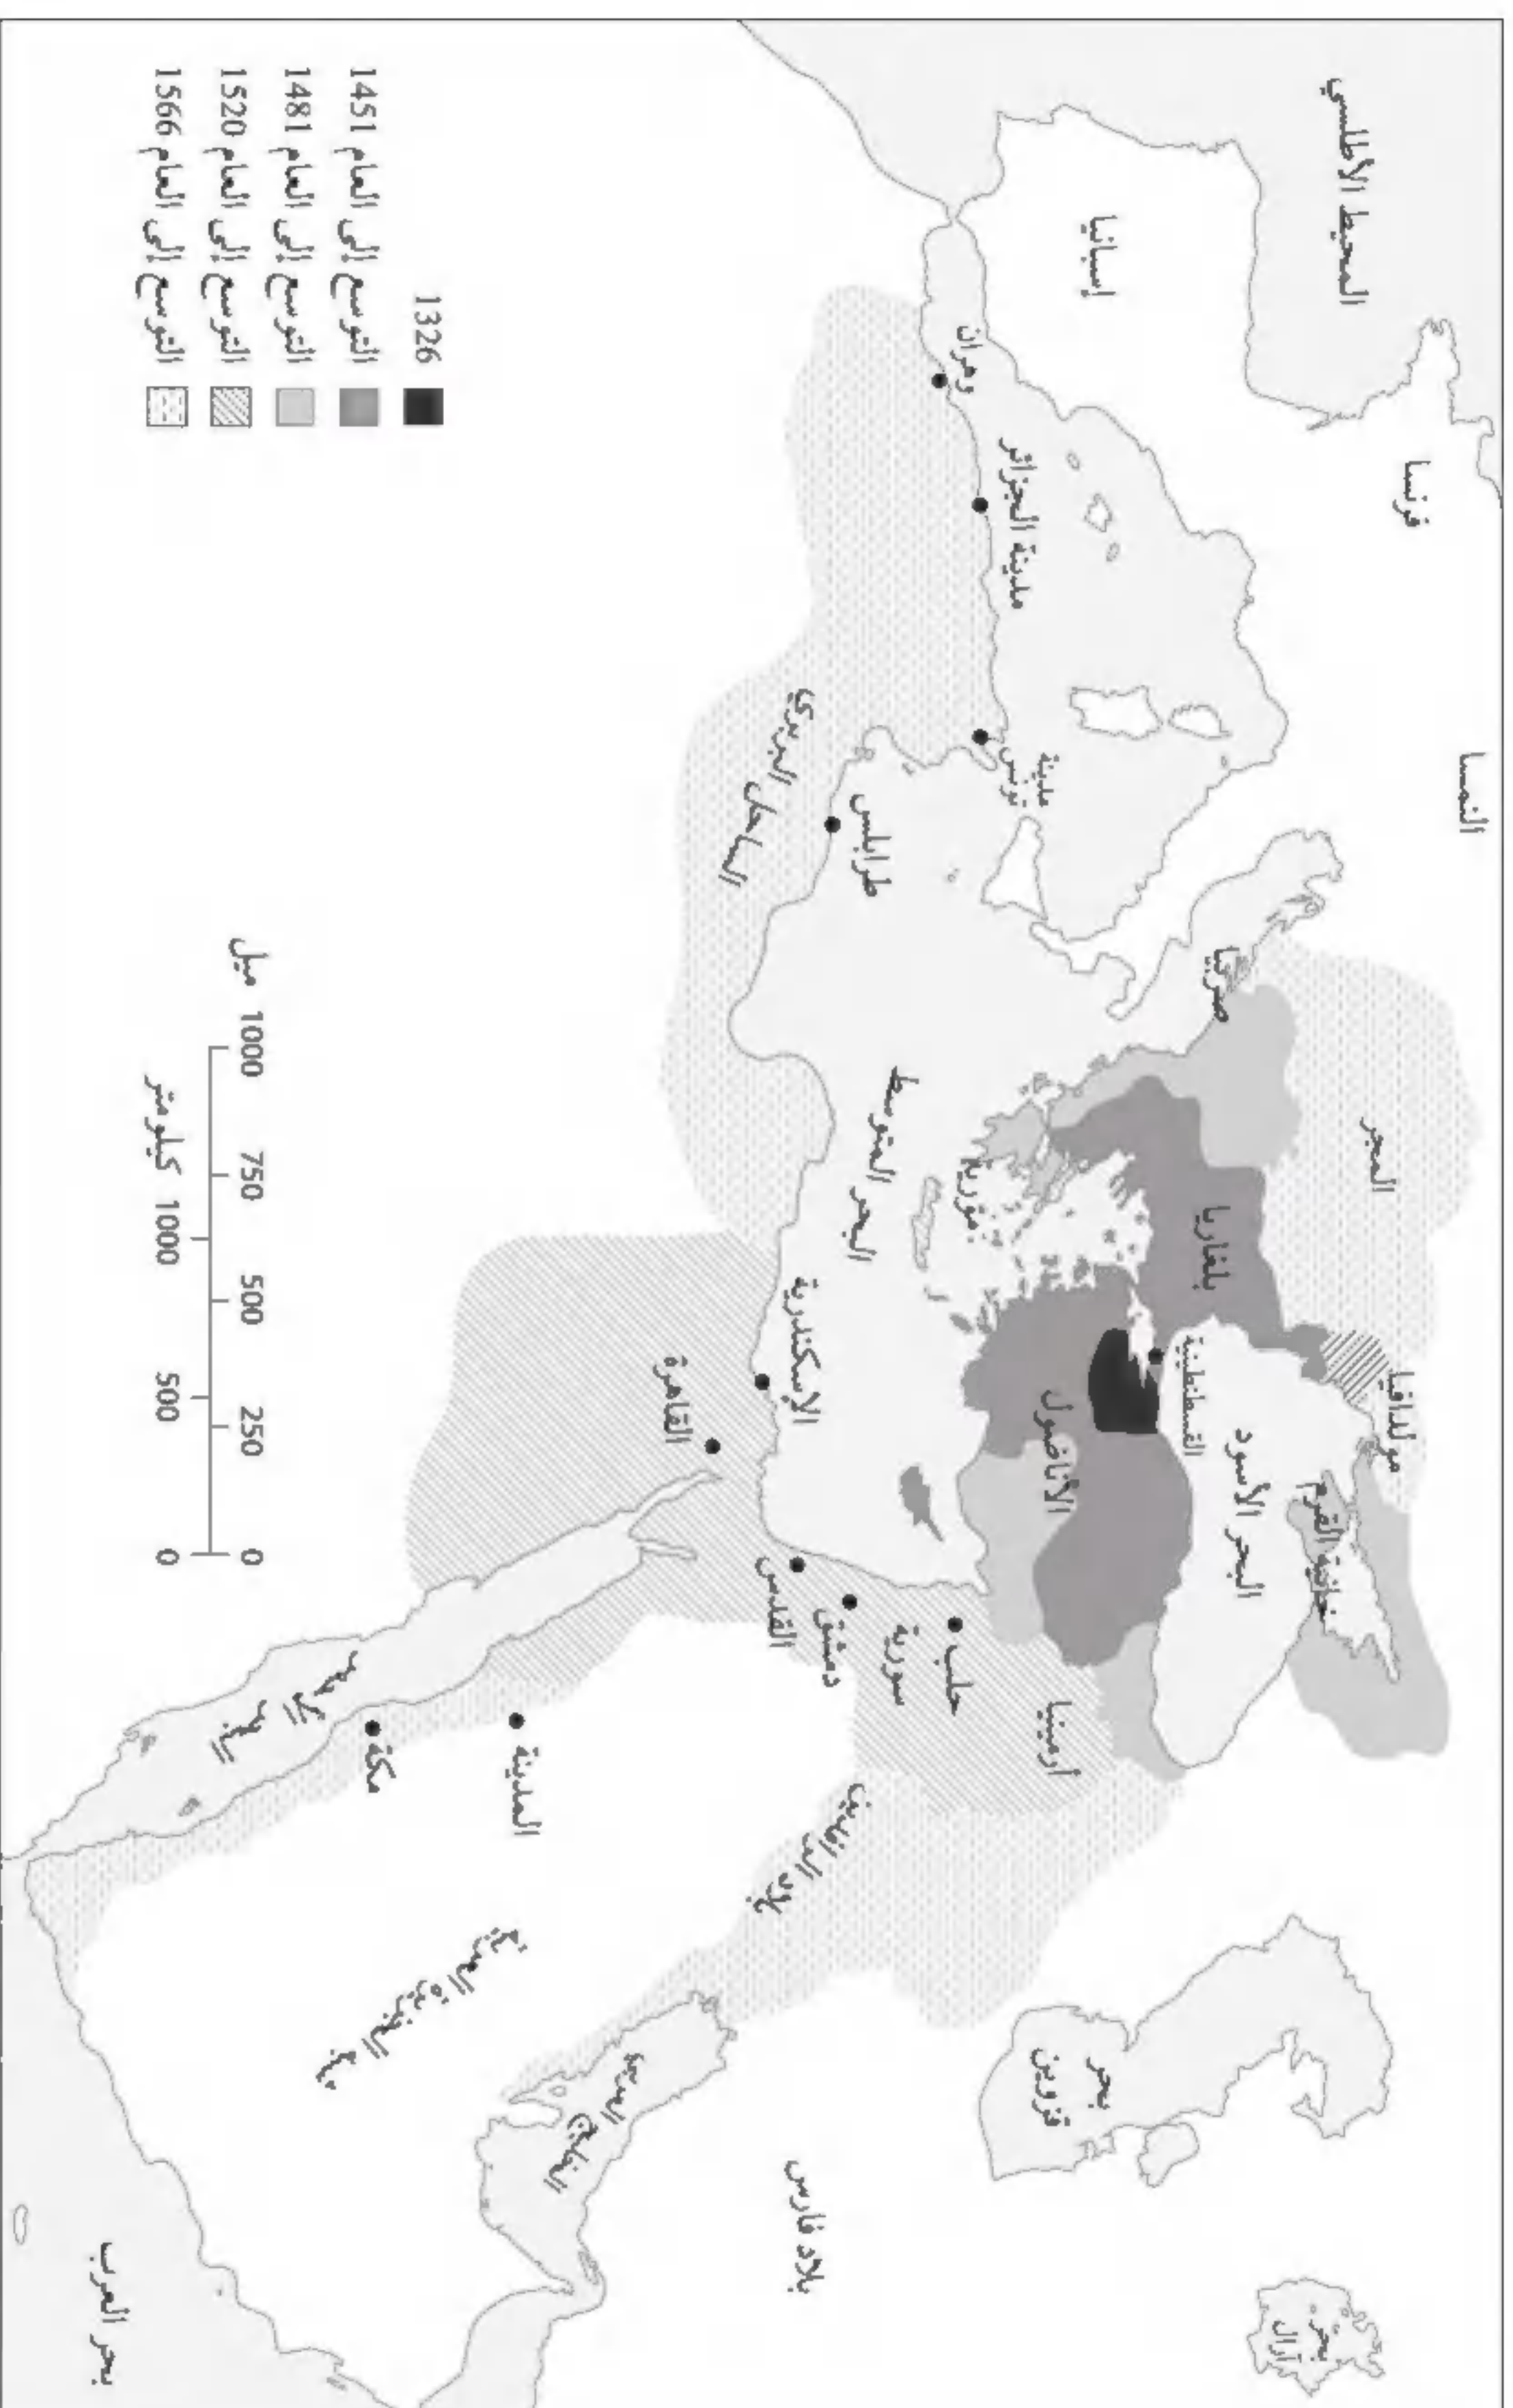 المحيط الأطلسي
فرنسا
النمسا
إسبانيا
المجر
مولدافيا
صربيا
بلغاريا
خانية القرم
البحر الأسود
القسطنطينية
بحر
آرال
بحر
قزوين
وهران
مدينة الجزائر
مدينة
تونس
طرابلس
الساحل البربري
مورية
البحر المتوسط
الأناضول
أرمينيا
حلب
سورية
دمشق
القدس
الإسكندرية
القاهرة
بلاد الرافدين
بلاد فارس
المدينة
مكة
البحر الأحمر
شبه الجزيرة العربية
الخليج العربي
بحر العرب
1326
التوسع إلى العام 1451
التوسع إلى العام 1481
التوسع إلى العام 1520
التوسع إلى العام 1566
ميل 1000 750 500 250 0
كيلومتر 1000 500 0